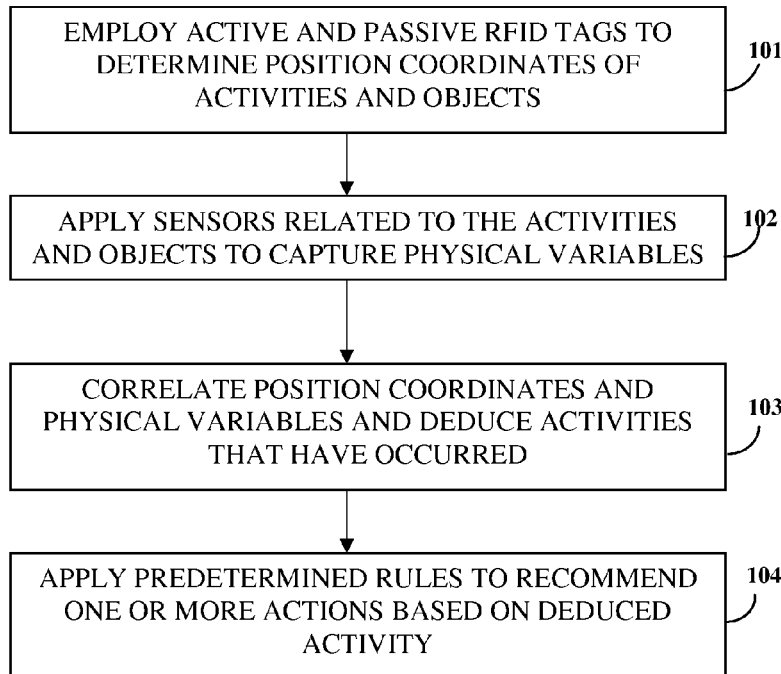 EMPLOY ACTIVE AND PASSIVE RFID TAGS TO
DETERMINE POSITION COORDINATES OF
ACTIVITIES AND OBJECTS
101
APPLY SENSORS RELATED TO THE ACTIVITIES
AND OBJECTS TO CAPTURE PHYSICAL VARIABLES
102
CORRELATE POSITION COORDINATES AND
PHYSICAL VARIABLES AND DEDUCE ACTIVITIES
THAT HAVE OCCURRED
103
APPLY PREDETERMINED RULES TO RECOMMEND
ONE OR MORE ACTIONS BASED ON DEDUCED
ACTIVITY
104